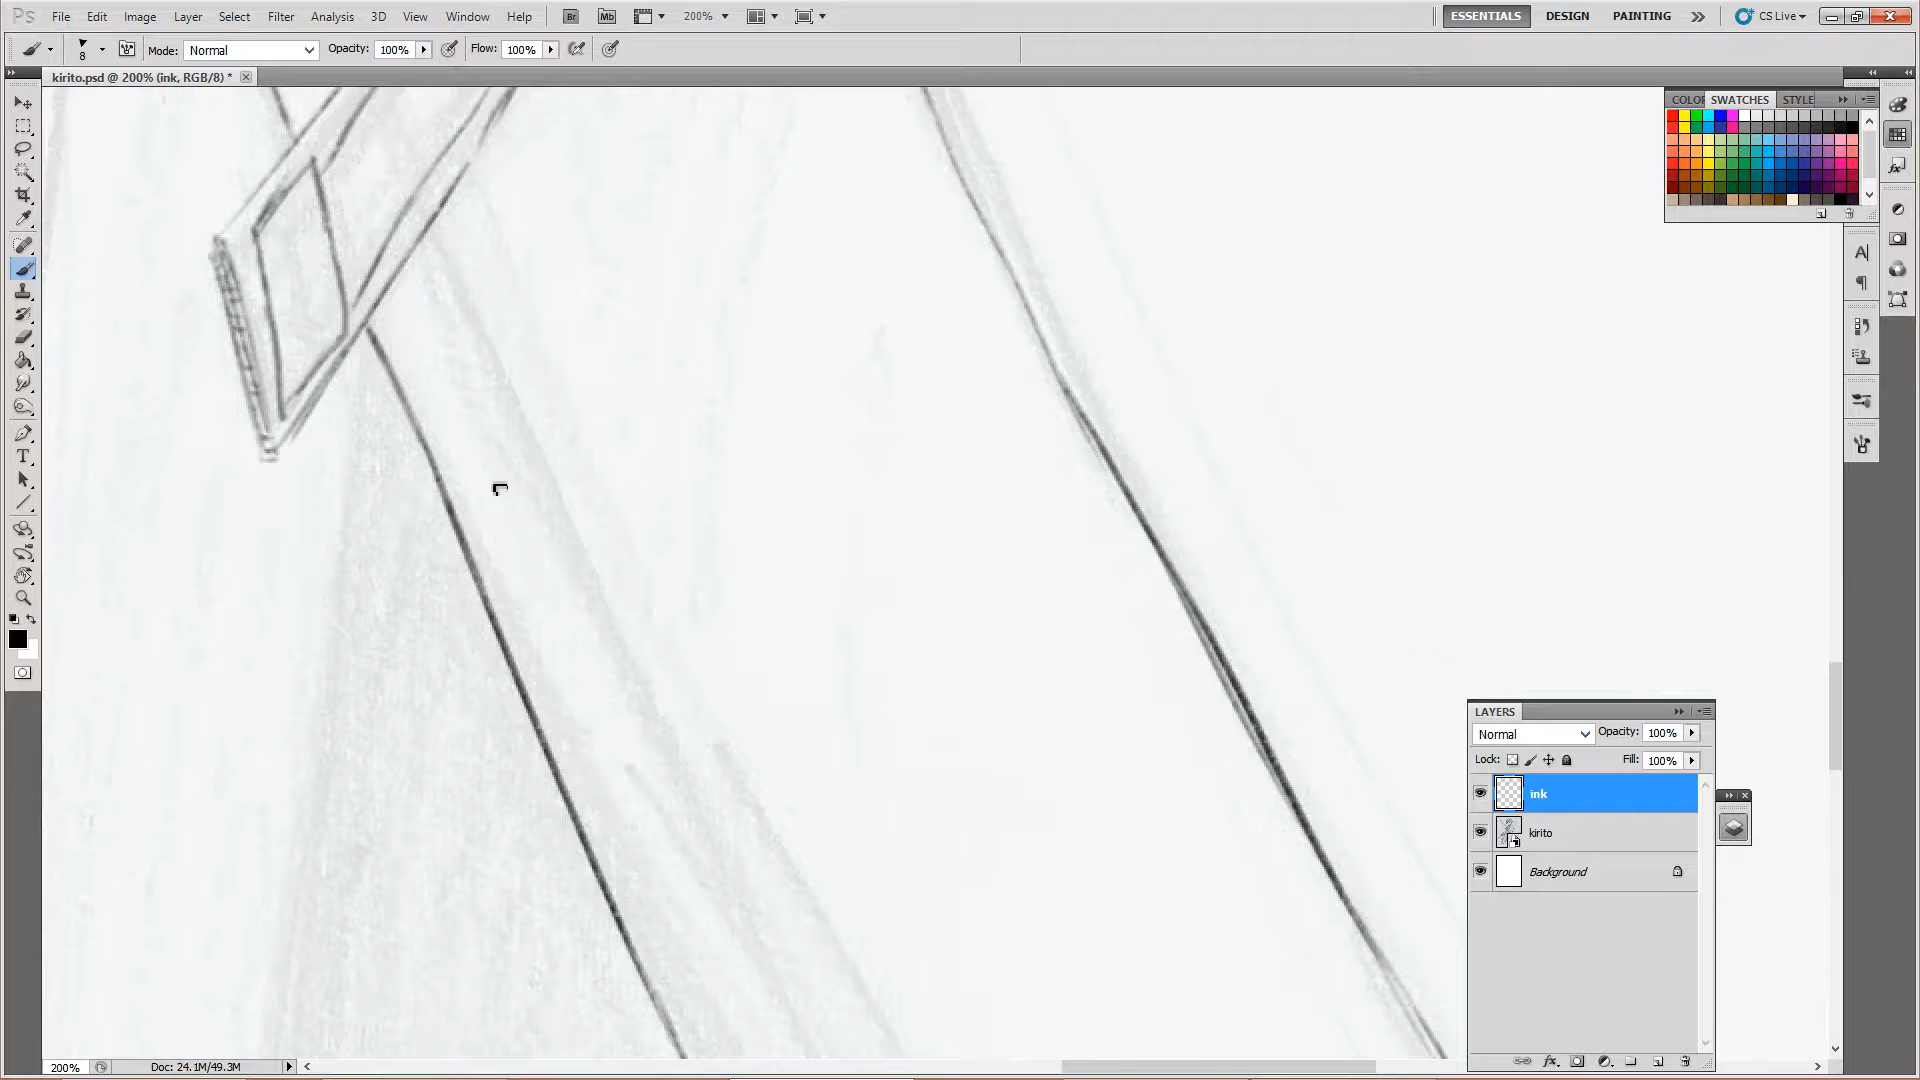 Ps File Edit Image Layer Select Filter Analysis 3D View Window Help Br Mb 200% ESSENTIALS DESIGN PAINTING CS Live
8 Mode: Normal Opacity: 100% Flow: 100%
kirito.psd @ 200% (ink, RGB/8) *
COLOR SWATCHES STYLE
LAYERS
Normal Opacity: 100%
Lock: Fill: 100%
ink
kirito
Background
200% Doc: 24.1M/49.3M